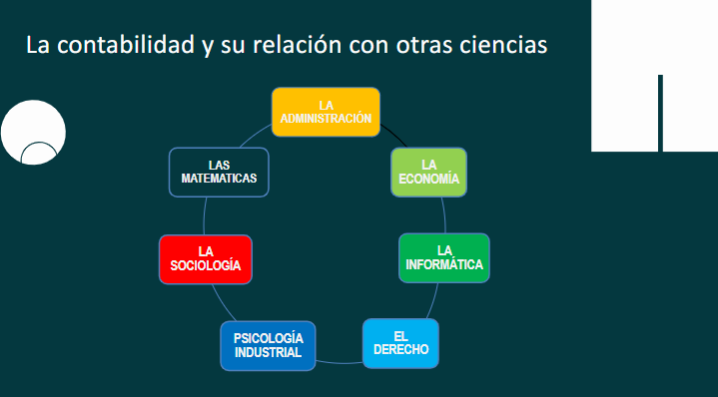 La contabilidad y su relación con otras ciencias
LA
ADMINISTRACIÓN
LAS
MATEMATICAS
LA
ECONOMÍA
LA
SOCIOLOGÍA
LA
INFORMÁTICA
PSICOLOGÍA
INDUSTRIAL
EL
DERECHO